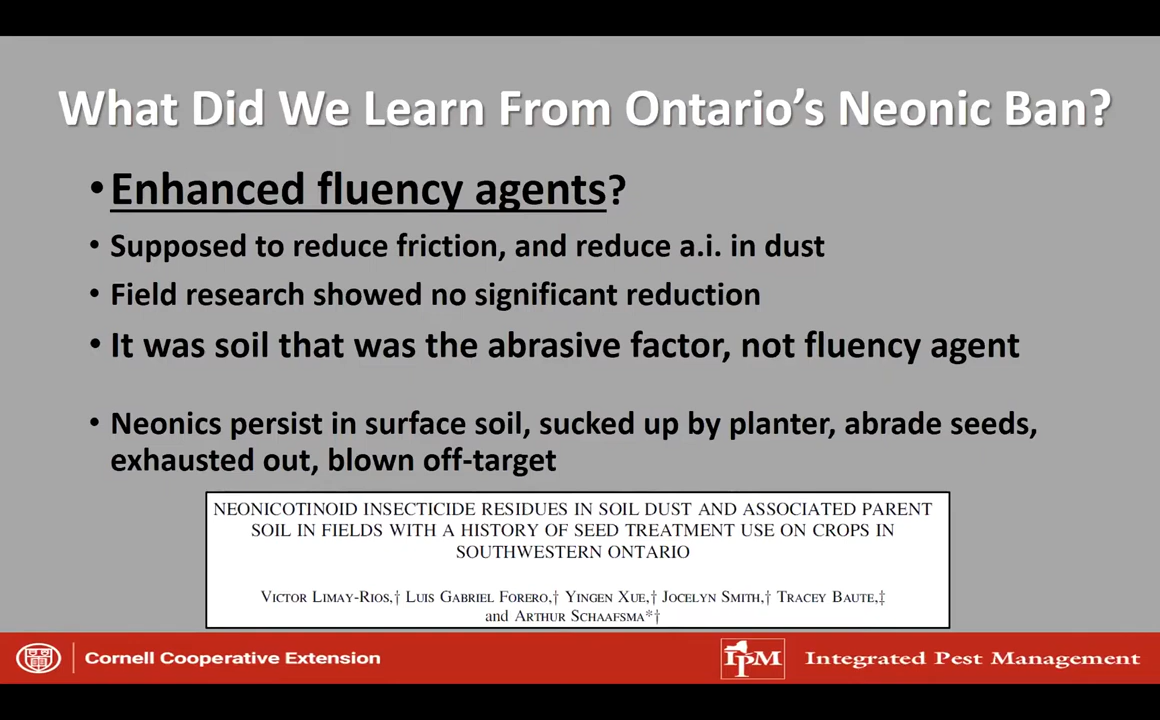 What Did We Learn From Ontario's Neonic Ban?
•Enhanced fluency agents?
• Supposed to reduce friction, and reduce a.i. in dust
• Field research showed no significant reduction
• It was soil that was the abrasive factor, not fluency agent
• Neonics persist in surface soil, sucked up by planter, abrade seeds,
exhausted out, blown off-target
NEONICOTINOID INSECTICIDE RESIDUES IN SOIL DUST AND ASSOCIATED PARENT
SOIL IN FIELDS WITH A HISTORY OF SEED TREATMENT USE ON CROPS IN
SOUTHWESTERN ONTARIO
VICTOR LIMAY-RIOS,† LUIS GABRIEL FORERO,† YINGEN XUE,† JOCELYN SMITH,† TRACEY BAUTE,‡
and ARTHUR SCHAAFSMA*†
Cornell Cooperative Extension
IPM Integrated Pest Management